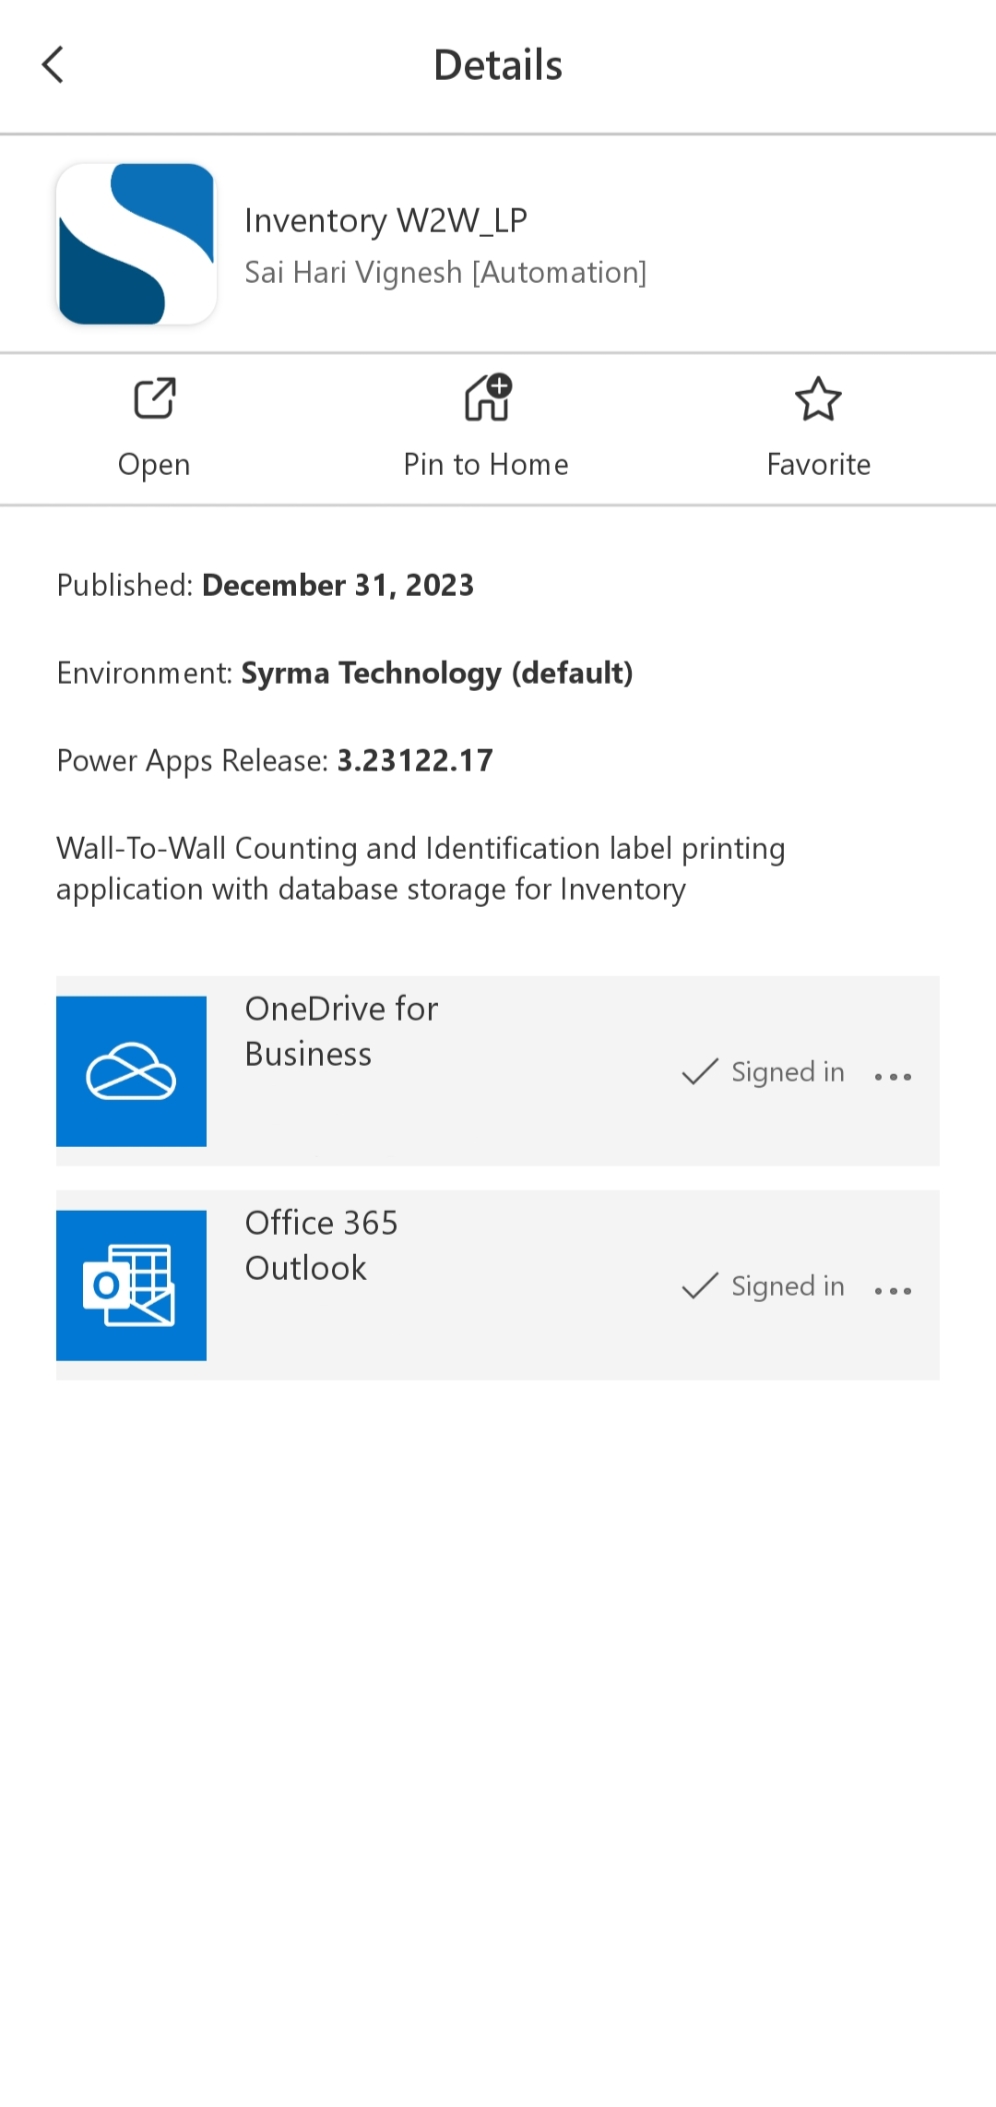 Details
Inventory W2W_LP
Sai Hari Vignesh [Automation]
Open
Pin to Home
Favorite
Published: December 31, 2023
Environment: Syrma Technology (default)
Power Apps Release: 3.23122.17
Wall-To-Wall Counting and Identification label printing
application with database storage for Inventory
OneDrive for
Business
Signed in
Office 365
Outlook
Signed in